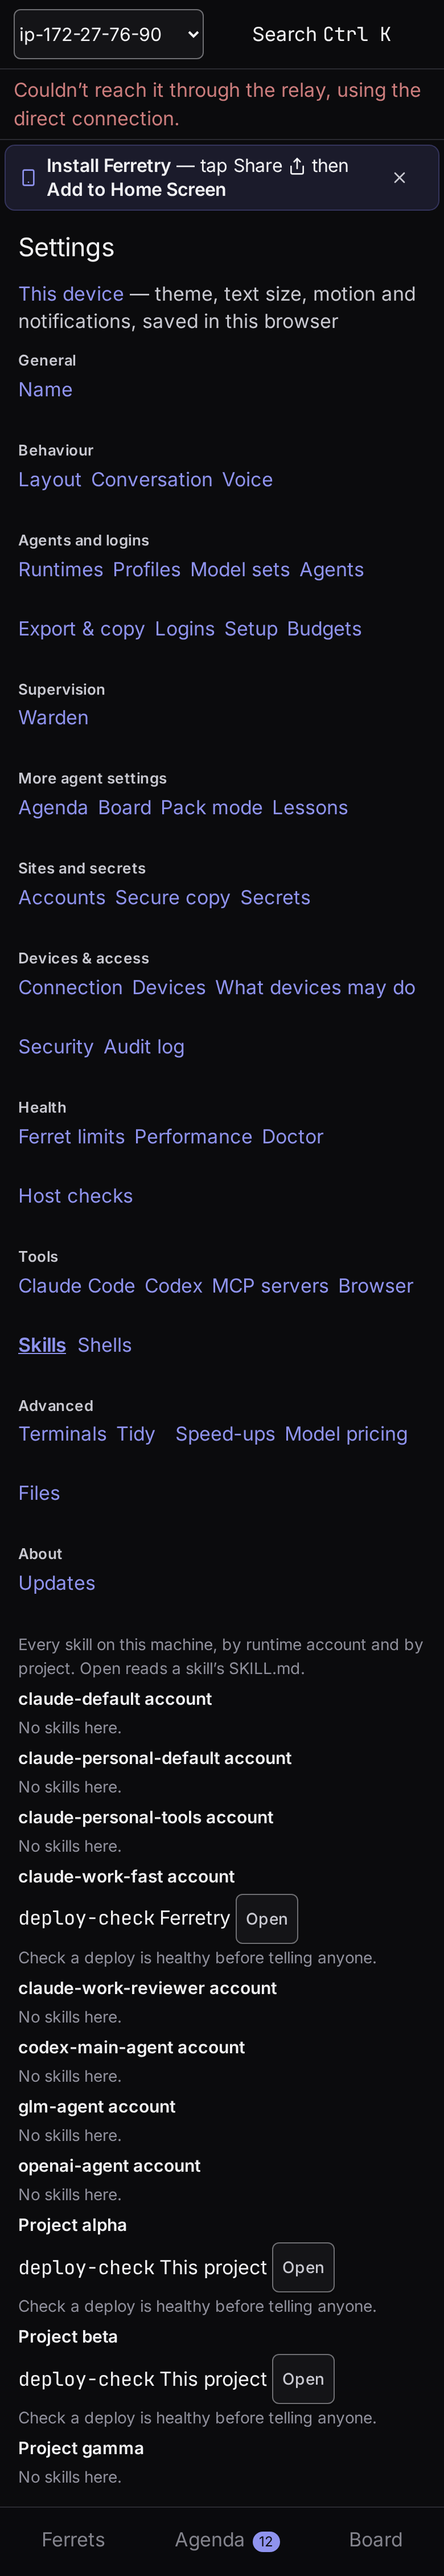 ip-172-27-76-90 Search Ctrl K
Couldn't reach it through the relay, using the
direct connection.
Install Ferretry — tap Share then
Add to Home Screen
Settings
This device — theme, text size, motion and
notifications, saved in this browser
General
Name
Behaviour
Layout Conversation Voice
Agents and logins
Runtimes Profiles Model sets Agents
Export & copy Logins Setup Budgets
Supervision
Warden
More agent settings
Agenda Board Pack mode Lessons
Sites and secrets
Accounts Secure copy Secrets
Devices & access
Connection Devices What devices may do
Security Audit log
Health
Ferret limits Performance Doctor
Host checks
Tools
Claude Code Codex MCP servers Browser
Skills Shells
Advanced
Terminals Tidy Speed-ups Model pricing
Files
About
Updates
Every skill on this machine, by runtime account and by
project. Open reads a skill's SKILL.md.
claude-default account
No skills here.
claude-personal-default account
No skills here.
claude-personal-tools account
No skills here.
claude-work-fast account
deploy-check Ferretry Open
Check a deploy is healthy before telling anyone.
claude-work-reviewer account
No skills here.
codex-main-agent account
No skills here.
glm-agent account
No skills here.
openai-agent account
No skills here.
Project alpha
deploy-check This project Open
Check a deploy is healthy before telling anyone.
Project beta
deploy-check This project Open
Check a deploy is healthy before telling anyone.
Project gamma
No skills here.
Ferrets Agenda 12 Board